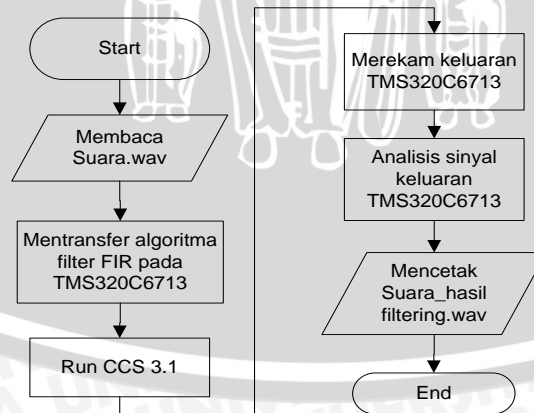 Start
Membaca
Suara.wav
Mentransfer algoritma
filter FIR pada
TMS320C6713
Run CCS 3.1
Merekam keluaran
TMS320C6713
Analisis sinyal
keluaran
TMS320C6713
Mencetak
Suara_hasil
filtering.wav
End